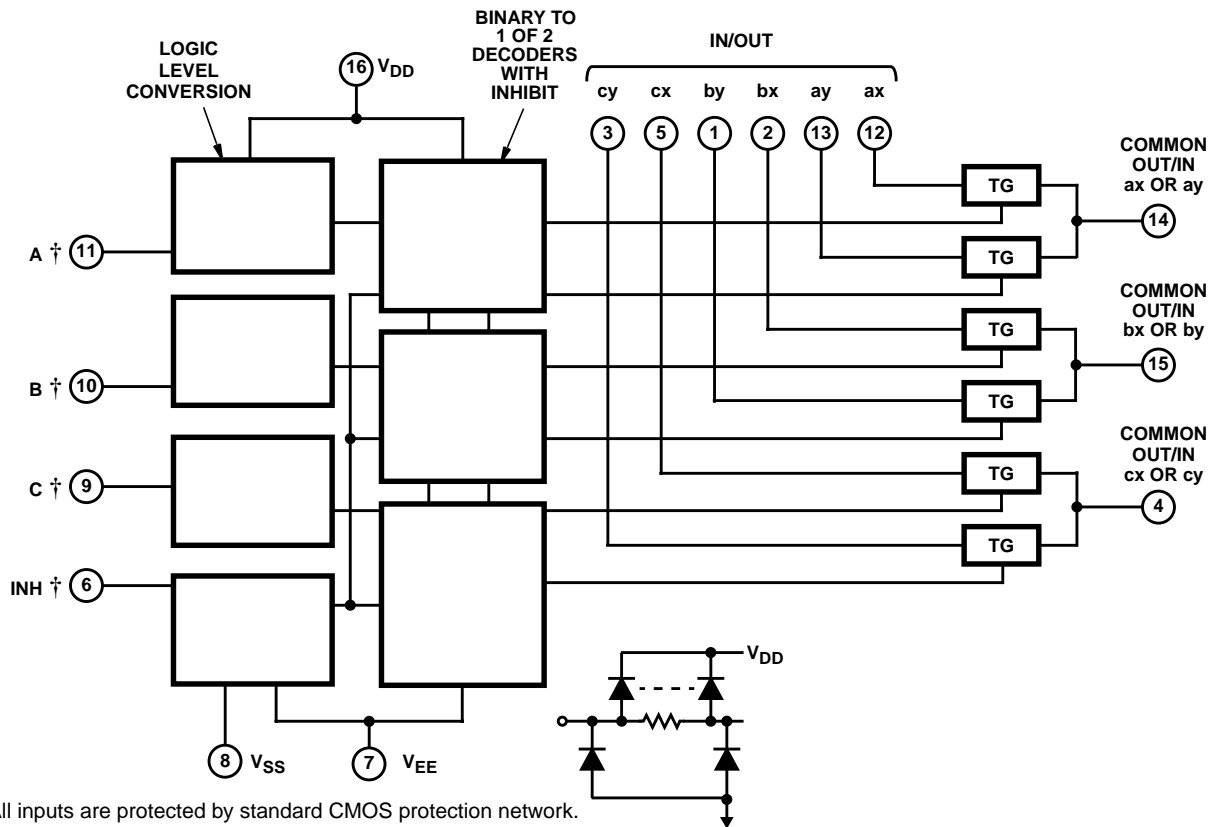 LOGIC
LEVEL
CONVERSION
16 VDD
BINARY TO
1 OF 2
DECODERS
WITH
INHIBIT
IN/OUT
cy cx by bx ay ax
3 5 1 2 13 12
TG
COMMON
OUT/IN
ax OR ay
14
A † 11
TG
COMMON
OUT/IN
bx OR by
15
TG
B † 10
TG
COMMON
OUT/IN
cx OR cy
4
C † 9
TG
TG
INH † 6
8 VSS
7 VEE
VDD
All inputs are protected by standard CMOS protection network.